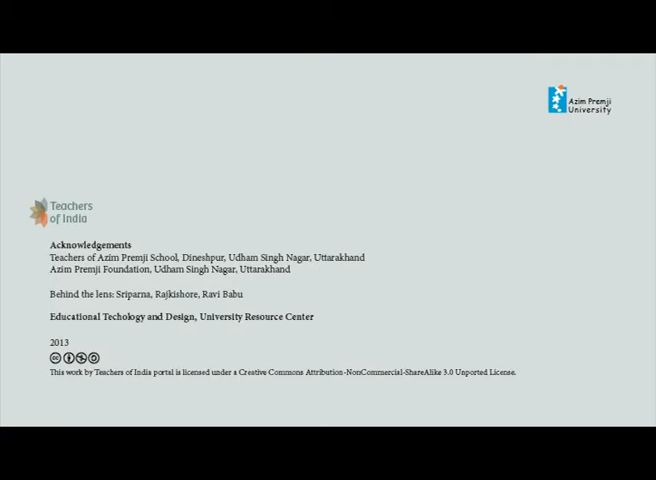 Azim Premji
University
Teachers
of India
Acknowledgements
Teachers of Azim Premji School, Dineshpur, Udham Singh Nagar, Uttarakhand
Azim Premji Foundation, Udham Singh Nagar, Uttarakhand
Behind the lens: Sriparna, Rajkishore, Ravi Babu
Educational Techology and Design, University Resource Center
2013
cc
This work by Teachers of India portal is licensed under a Creative Commons Attribution-NonCommercial-ShareAlike 3.0 Unported License.